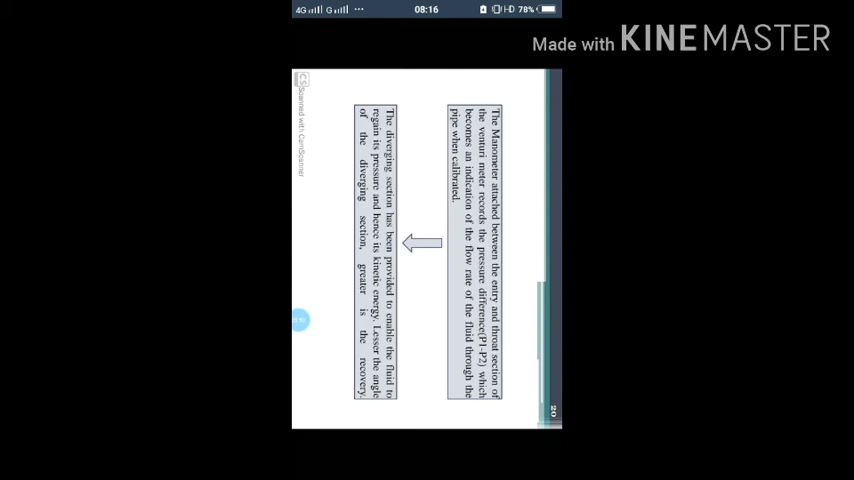 4G G ... 08:16 HD 78%
Made with KINEMASTER
20
The Manometer attached between the entry and throat section of
the venturi meter records the pressure difference(P1-P2) which
becomes an indication of the flow rate of the fluid through the
pipe when calibrated.
The diverging section has been provided to enable the fluid to
regain its pressure and hence its kinetic energy. Lesser the angle
of the diverging section, greater is the recovery.
CS Scanned with CamScanner